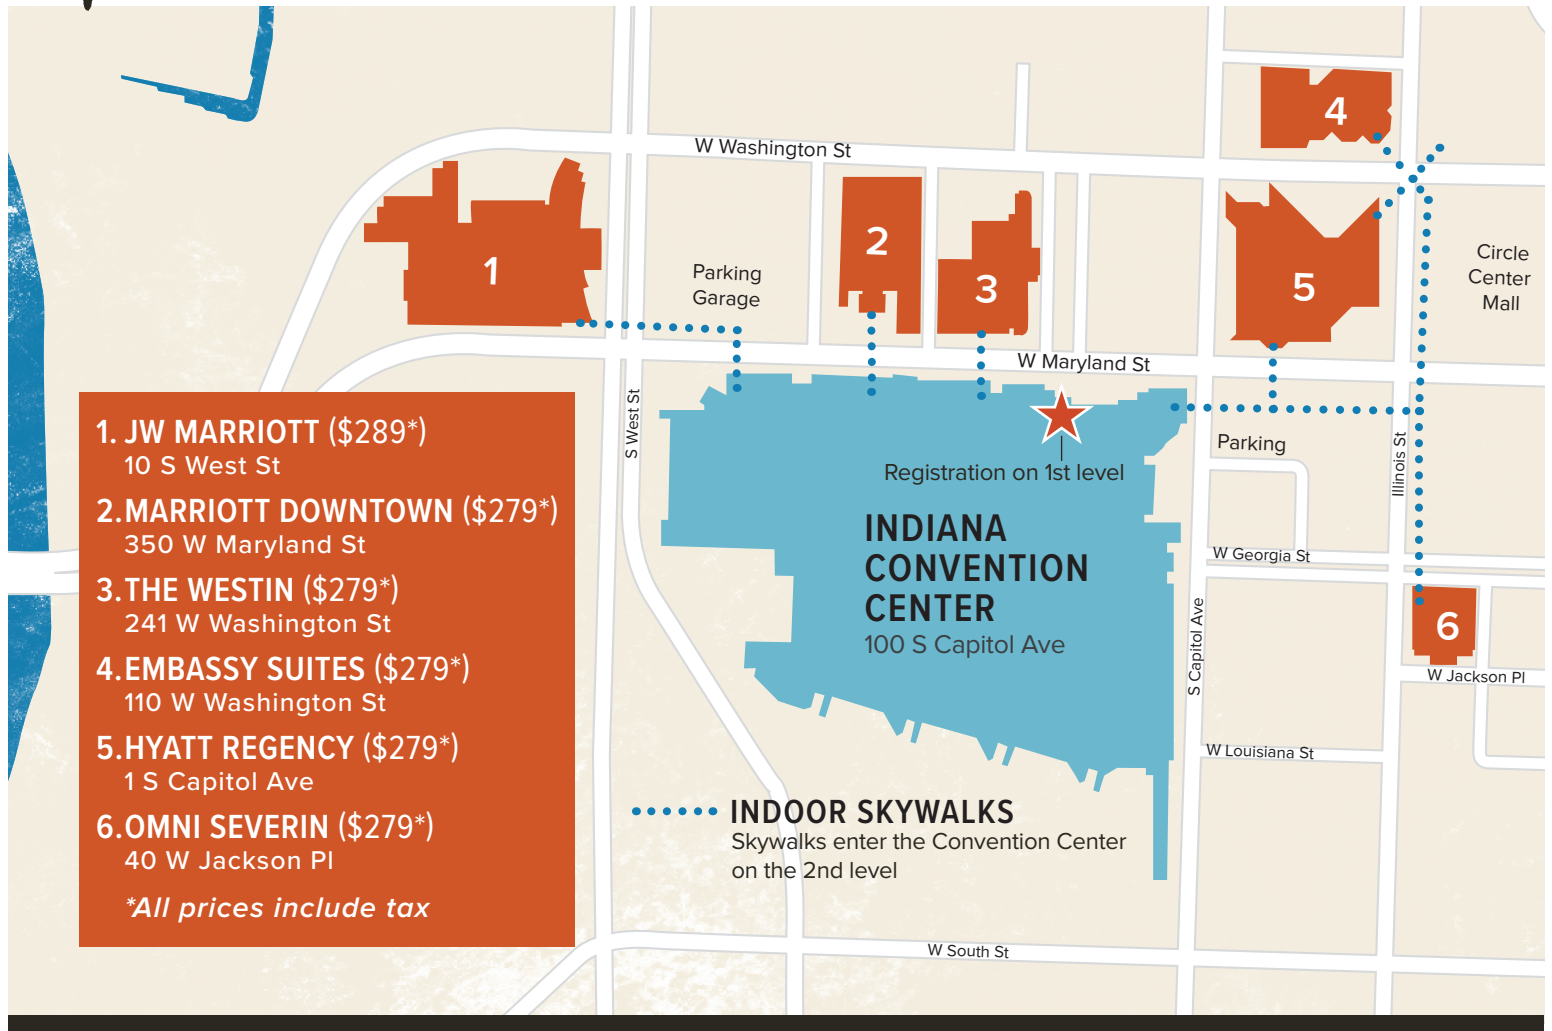 W Washington St
4
1
2
3
5
Parking
Garage
Circle
Center
Mall
W Maryland St
S West St
Registration on 1st level
Parking
Illinois St
INDIANA
CONVENTION
CENTER
100 S Capitol Ave
W Georgia St
S Capitol Ave
6
W Jackson Pl
W Louisiana St
1. JW MARRIOTT ($289*)
10 S West St
2. MARRIOTT DOWNTOWN ($279*)
350 W Maryland St
3. THE WESTIN ($279*)
241 W Washington St
4. EMBASSY SUITES ($279*)
110 W Washington St
5. HYATT REGENCY ($279*)
1 S Capitol Ave
6. OMNI SEVERIN ($279*)
40 W Jackson Pl
*All prices include tax
INDOOR SKYWALKS
Skywalks enter the Convention Center
on the 2nd level
W South St